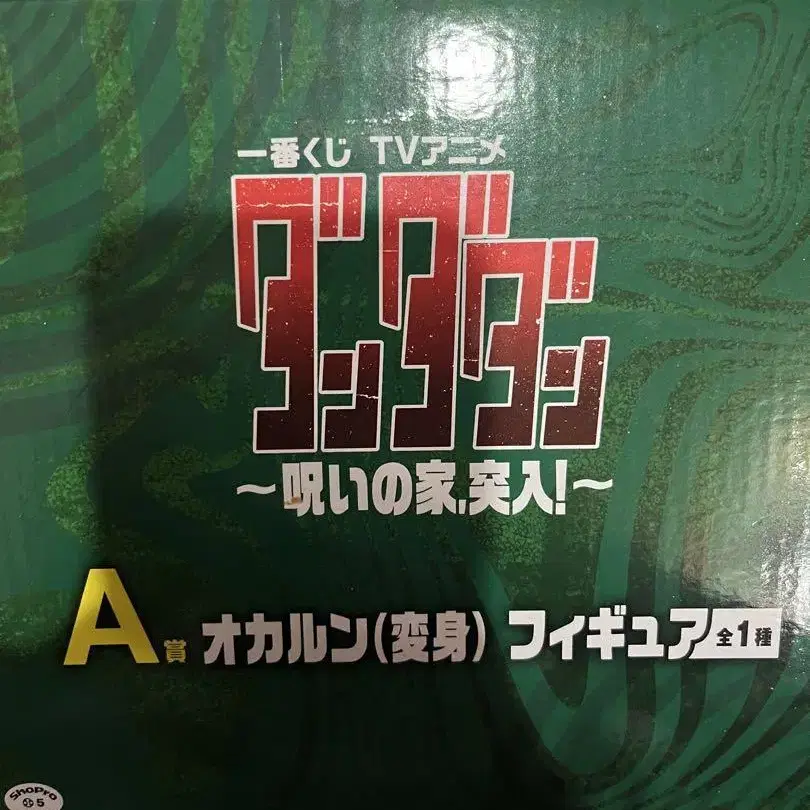 一番くじ TVアニメ
ダンダダン
～呪いの家、突入!～
A賞 オカルン(変身) フィギュア 全1種
ShoPro
5